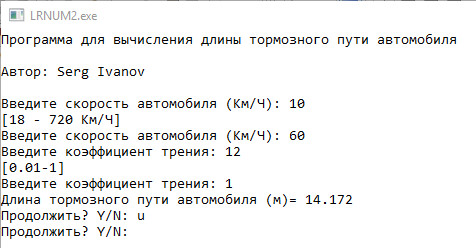 LRNUM2.exe
Программа для вычисления длины тормозного пути автомобиля
Автор: Serg Ivanov
Введите скорость автомобиля (Км/Ч): 10
[18 - 720 Км/Ч]
Введите скорость автомобиля (Км/Ч): 60
Введите коэффициент трения: 12
[0.01-1]
Введите коэффициент трения: 1
Длина тормозного пути автомобиля (м)= 14.172
Продолжить? Y/N: u
Продолжить? Y/N: